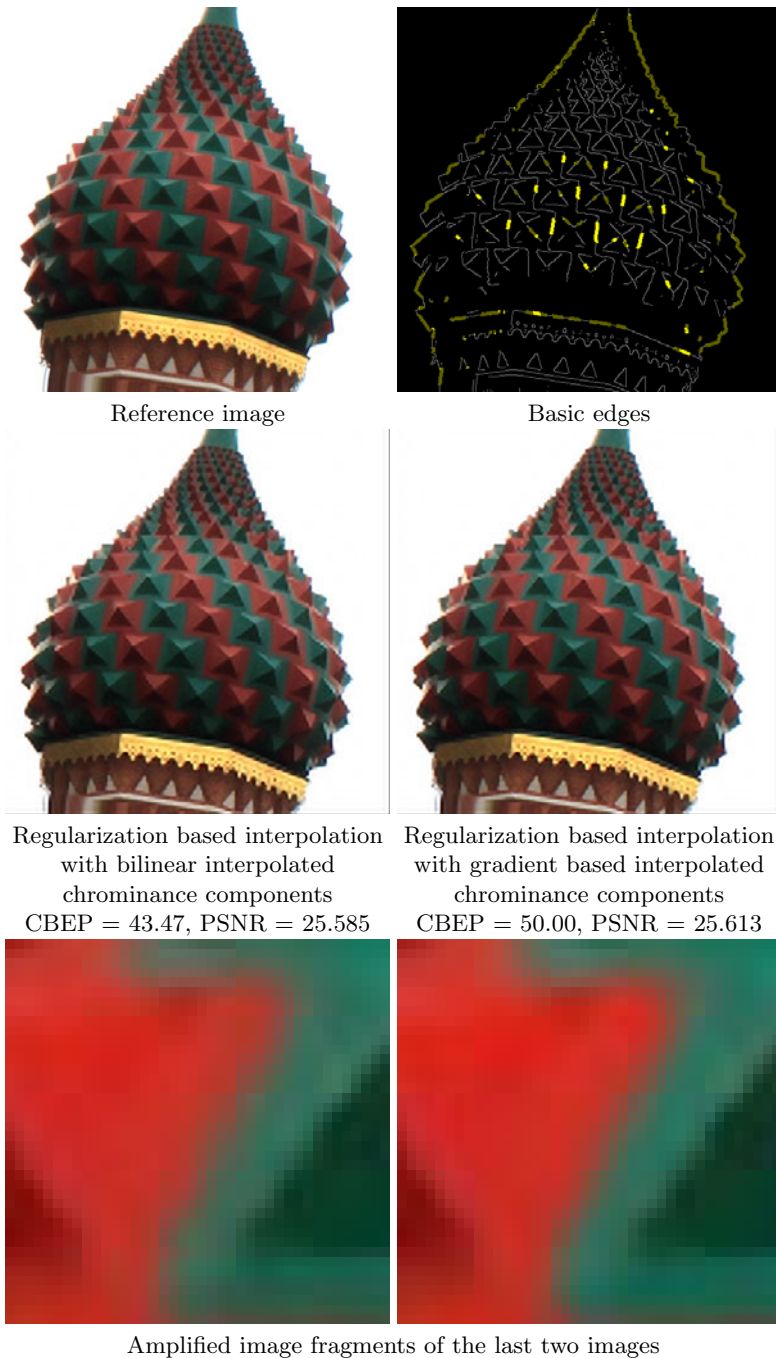 Reference image
Basic edges
Regularization based interpolation
with bilinear interpolated
chrominance components
CBEP = 43.47, PSNR = 25.585
Regularization based interpolation
with gradient based interpolated
chrominance components
CBEP = 50.00, PSNR = 25.613
Amplified image fragments of the last two images